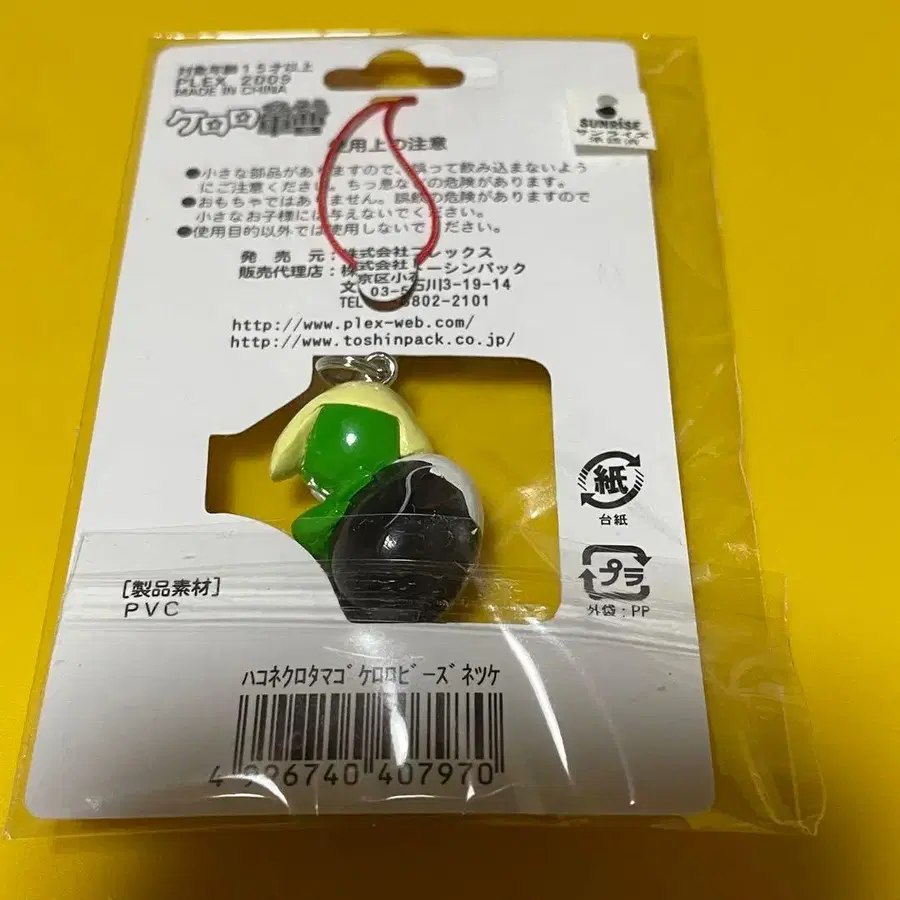 対象年齢15才以上
PLEX 2009
MADE IN CHINA
ケロロ軍曹
SUNRISE
サンライズ
使用上の注意
●小さな部品がありますので、誤って飲み込まないよう
にご注意ください。ちっ息などの危険があります。
●おもちゃではありません。誤飲の危険がありますので
小さなお子様には与えないでください。
●使用目的以外では使用しないでください。
発売元:株式会社プレックス
販売代理店:株式会社トーシンパック
文京区小石川3-19-14
TEL 03-5802-2101
http://www.plex-web.com/
http://www.toshinpack.co.jp/
紙
台紙
プラ
外袋:PP
[製品素材]
PVC
ﾊｺﾈｸﾛﾀﾏｺﾞｹﾛﾛﾋﾞｰｽﾞﾈﾂｹ
4 996740 407970